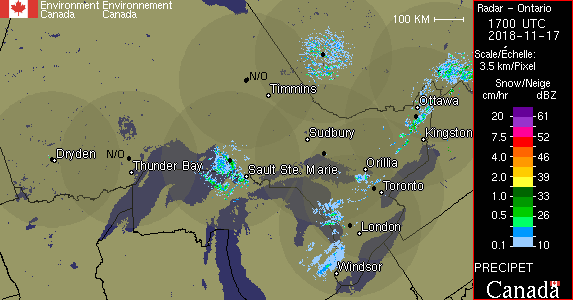 Environment Environnement
Canada Canada
100 KM
N/O
Timmins
Ottawa
Sudbury
Kingston
Dryden
N/O
Thunder Bay
Sault Ste. Marie
Orillia
Toronto
London
Windsor
Radar - Ontario
1700 UTC
2018-11-17
Scale/Échelle:
3.5 km/Pixel
Snow/Neige
cm/hr dBZ
20 61
7.5 52
4.0 46
2.0 39
1.0 33
0.5 26
0.1 10
PRECIPET
Canada